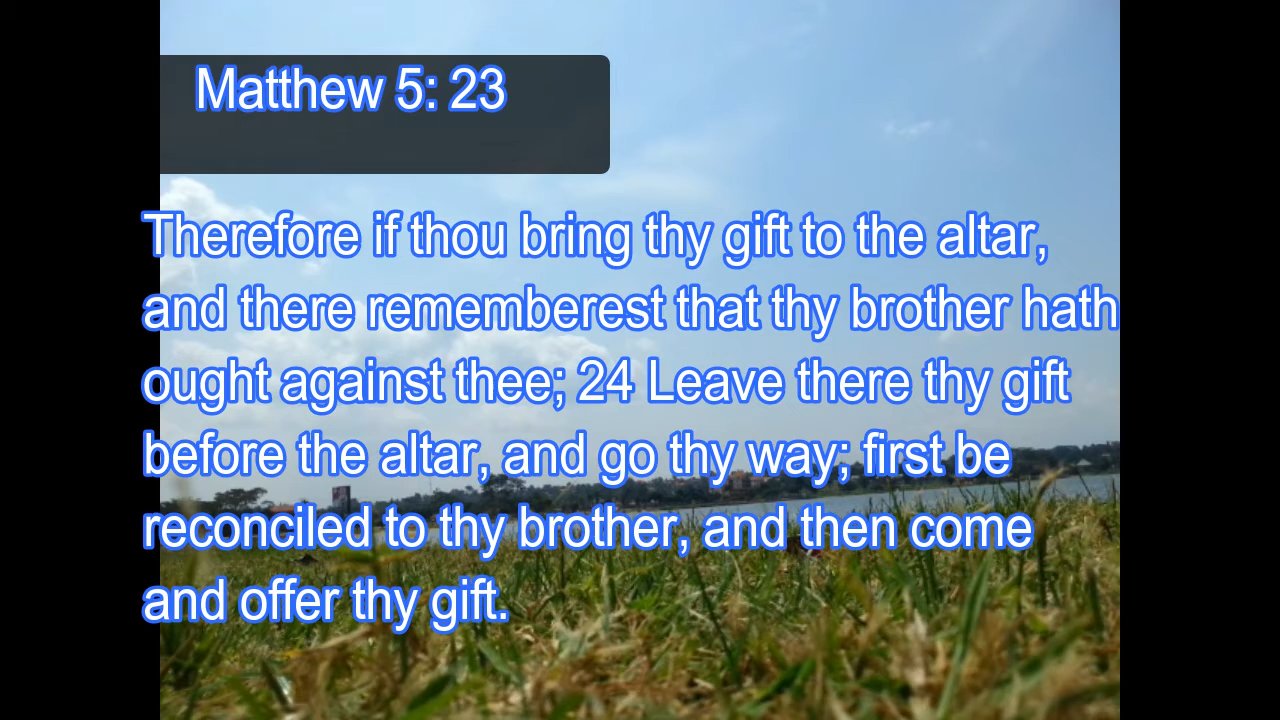 Matthew 5: 23
Therefore if thou bring thy gift to the altar,
and there rememberest that thy brother hath
ought against thee; 24 Leave there thy gift
before the altar, and go thy way; first be
reconciled to thy brother, and then come
and offer thy gift.